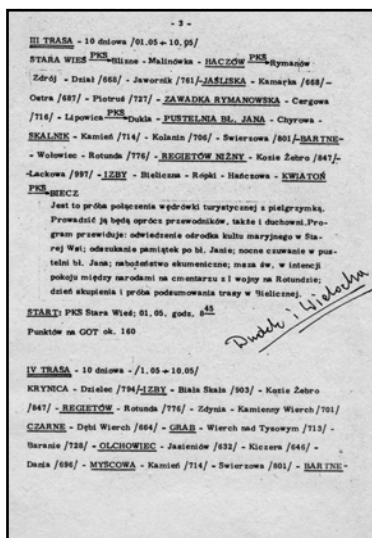 - 3 -
III TRASA - 10 dniowa /01.05 + 10.05/
STARA WIEŚ PKS Blizne - Malinówka - HACZÓW PKS Rymanów
Zdrój - Dział /668/ - Jawornik /761/-JAŚLISKA - Kamarka /668/-
Ostra /687/ - Piotruś /727/ - ZAWADKA RYMANOWSKA - Cergowa
/716/ - Lipowica PKS Dukla - PUSTELNIA BŁ. JANA - Chyrowa -
SKALNIK - Kamień /714/ - Kolanin /706/ - Swierzowa /801/-BARTNE-
- Wołowiec - Rotunda /776/ - REGIETÓW NIŻNY - Kozie Żebro /847/-
-Lackowa /997/ - IZBY - Bieliczna - Ropki - Hańczowa - KWIATOŃ
PKS BIECZ
Jest to próba połączenia wędrówki turystycznej z pielgrzymką.
Prowadzić ją będą oprócz przewodników, także i duchowni.Pro-
gram przewiduje: odwiedzenie ośrodka kultu maryjnego w Sta-
rej Wsi; odszukanie pamiątek po bł. Janie; nocne czuwanie w pus-
telni bł. Jana; nabożeństwo ekumeniczne; msza św. w intencji
pokoju między narodami na cmentarzu z I wojny na Rotundzie;
dzień skupienia i próba podsumowania trasy w Bielicznej.
START: PKS Stara Wieś; 01.05. godz. 8 45
Punktów na GOT ok. 160
Dudek i Wielocha
IV TRASA - 10 dniowa - /1.05 + 10.05/
KRYNICA - Dzielec /794/-IZBY - Biała Skała /903/ - Kozie Żebro
/847/ - REGIETÓW - Rotunda /776/ - Zdynia - Kamienny Wierch /701/
CZARNE - Dębi Wierch /664/ - GRAB - Wierch nad Tysowym /713/ -
Baranie /728/ - OLCHOWIEC - Jasieniów /632/ - Kiczera /646/ -
Dania /696/ - MYSCOWA - Kamień /714/ - Swierzowa /801/ - BARTNE-